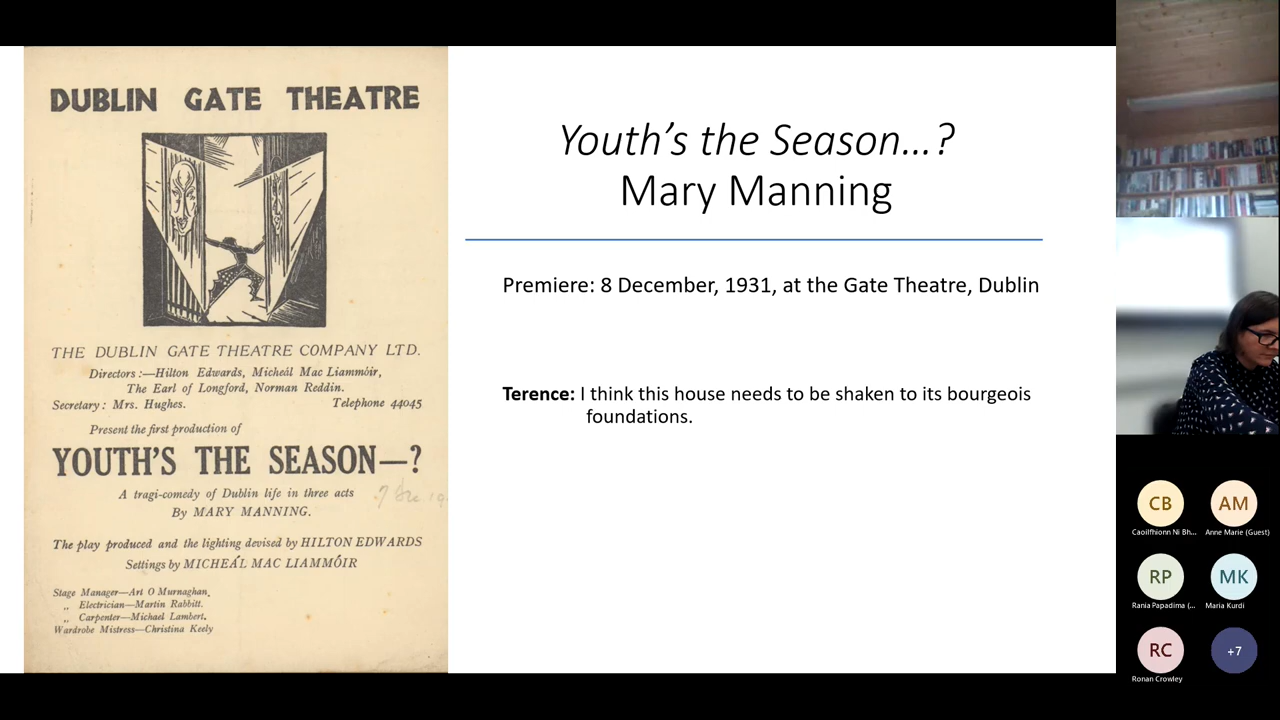 DUBLIN GATE THEATRE
THE DUBLIN GATE THEATRE COMPANY LTD.
Directors:—Hilton Edwards, Micheál Mac Liammóir,
The Earl of Longford, Norman Reddin.
Secretary: Mrs. Hughes. Telephone 44045
Present the first production of
YOUTH'S THE SEASON—?
A tragi-comedy of Dublin life in three acts
By MARY MANNING.
The play produced and the lighting devised by HILTON EDWARDS
Settings by MICHEÁL MAC LIAMMÓIR
Stage Manager—Art O Murnaghan.
„ Electrician—Martin Rabbitt.
„ Carpenter—Michael Lambert.
Wardrobe Mistress—Christina Keely
Youth's the Season…?
Mary Manning
Premiere: 8 December, 1931, at the Gate Theatre, Dublin
Terence: I think this house needs to be shaken to its bourgeois
foundations.
CB
AM
Caoilfhionn Ni Bh...
Anne Marie (Guest)
RP
MK
Rania Papadima (...
Maria Kurdi
RC
+7
Ronan Crowley